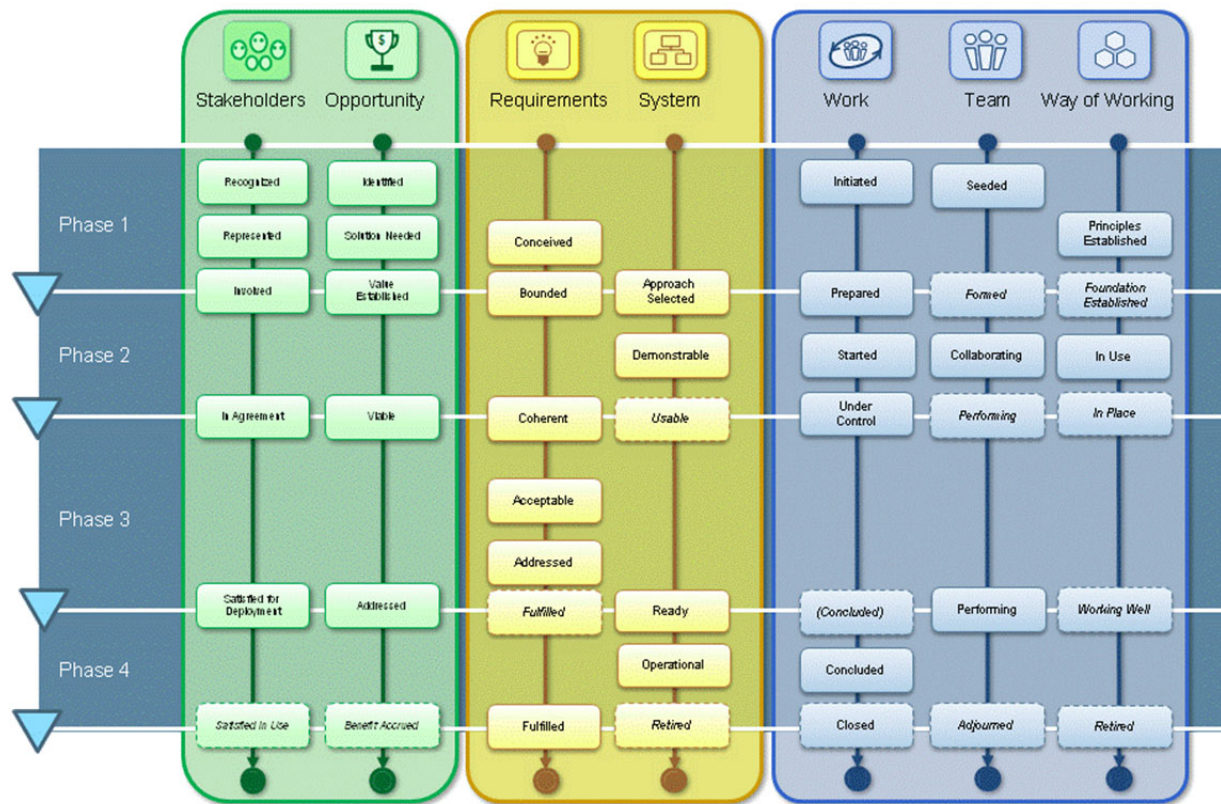 Stakeholders Opportunity Requirements System Work Team Way of Working
Phase 1
Recognized Identified Initiated Seeded
Represented Solution Needed Conceived Principles
Established
Involved Value
Established Bounded Approach
Selected Prepared Formed Foundation
Established
Phase 2
Demonstrable Started Collaborating In Use
In Agreement Viable Coherent Usable Under
Control Performing In Place
Phase 3
Acceptable
Addressed
Satisfied for
Deployment Addressed Fulfilled Ready (Concluded) Performing Working Well
Phase 4
Operational Concluded
Satisfied In Use Benefit Accrued Fulfilled Retired Closed Adjourned Retired